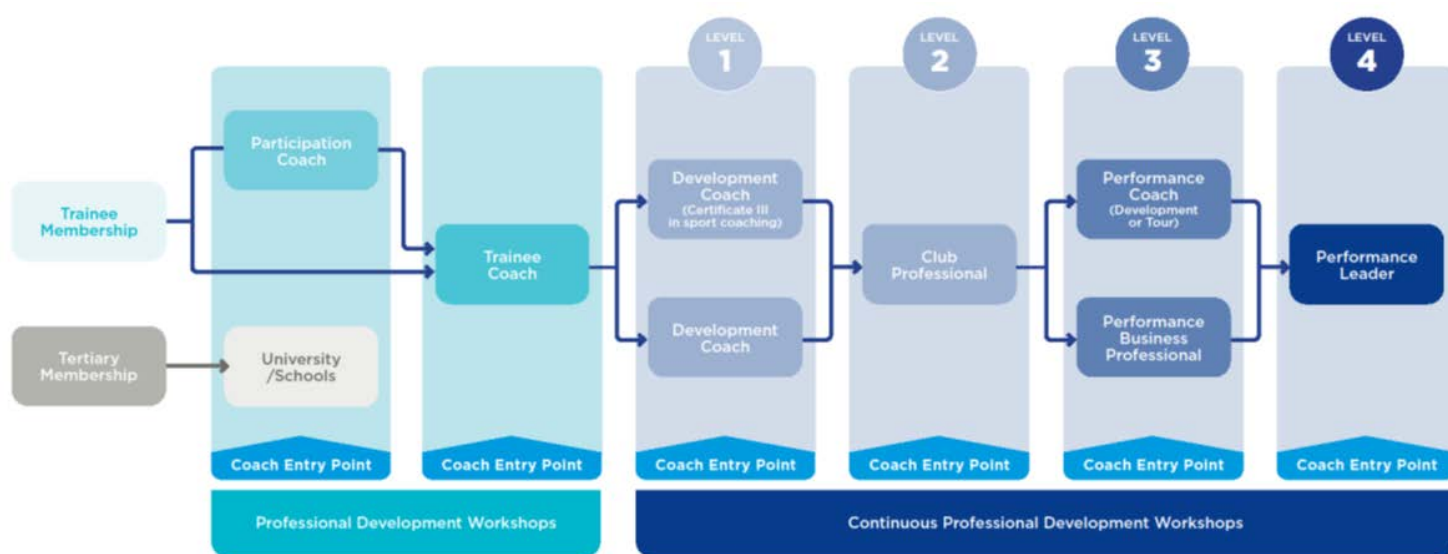 LEVEL
1
LEVEL
2
LEVEL
3
LEVEL
4
Trainee
Membership
Participation
Coach
Trainee
Coach
Development
Coach
(Certificate III
in sport coaching)
Development
Coach
Club
Professional
Performance
Coach
(Development
or Tour)
Performance
Business
Professional
Performance
Leader
Tertiary
Membership
University
/Schools
Coach Entry Point
Coach Entry Point
Coach Entry Point
Coach Entry Point
Coach Entry Point
Coach Entry Point
Professional Development Workshops
Continuous Professional Development Workshops